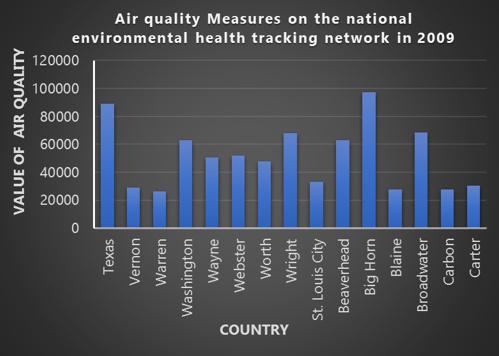 Air quality Measures on the national
environmental health tracking network in 2009
VALUE OF AIR QUALITY
120000
100000
80000
60000
40000
20000
0
Texas
Vernon
Warren
Washington
Wayne
Webster
Worth
Wright
St. Louis City
Beaverhead
Big Horn
Blaine
Broadwater
Carbon
Carter
COUNTRY